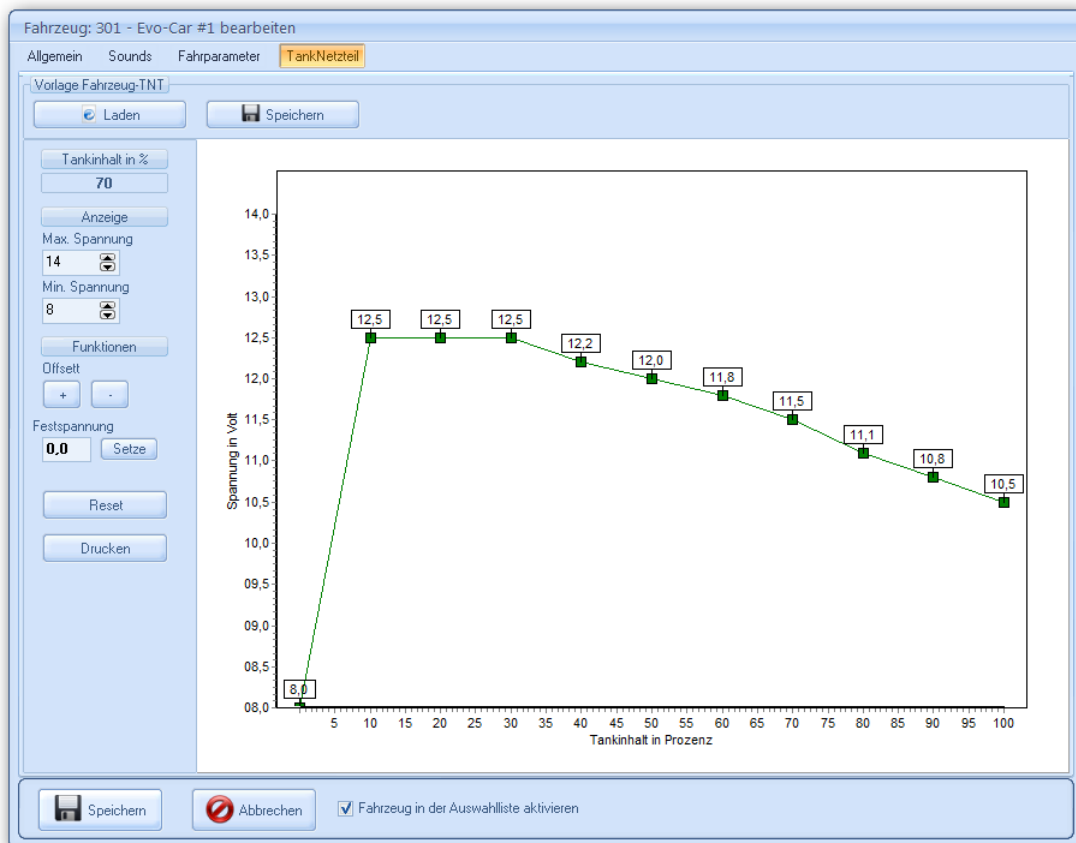 Fahrzeug: 301 - Evo-Car #1 bearbeiten
Allgemein Sounds Fahrparameter TankNetzteil
Vorlage Fahrzeug-TNT
Laden Speichern
Tankinhalt in %
70
Anzeige
Max. Spannung
14
Min. Spannung
8
Funktionen
Offsett
+ -
Festspannung
0,0 Setze
Reset
Drucken
Spannung in Volt
14,0
13,5
13,0
12,5
12,0
11,5
11,0
10,5
10,0
09,5
09,0
08,5
08,0
8,0
12,5
12,5
12,5
12,2
12,0
11,8
11,5
11,1
10,8
10,5
5 10 15 20 25 30 35 40 45 50 55 60 65 70 75 80 85 90 95 100
Tankinhalt in Prozenz
Speichern Abbrechen Fahrzeug in der Auswahlliste aktivieren